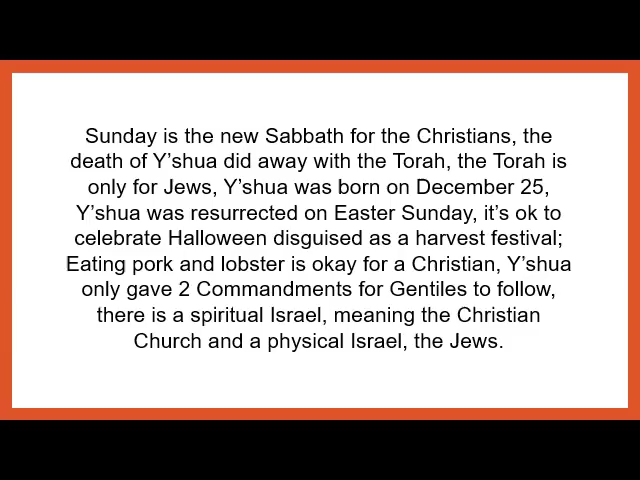 Sunday is the new Sabbath for the Christians, the
death of Y’shua did away with the Torah, the Torah is
only for Jews, Y’shua was born on December 25,
Y’shua was resurrected on Easter Sunday, it’s ok to
celebrate Halloween disguised as a harvest festival;
Eating pork and lobster is okay for a Christian, Y’shua
only gave 2 Commandments for Gentiles to follow,
there is a spiritual Israel, meaning the Christian
Church and a physical Israel, the Jews.